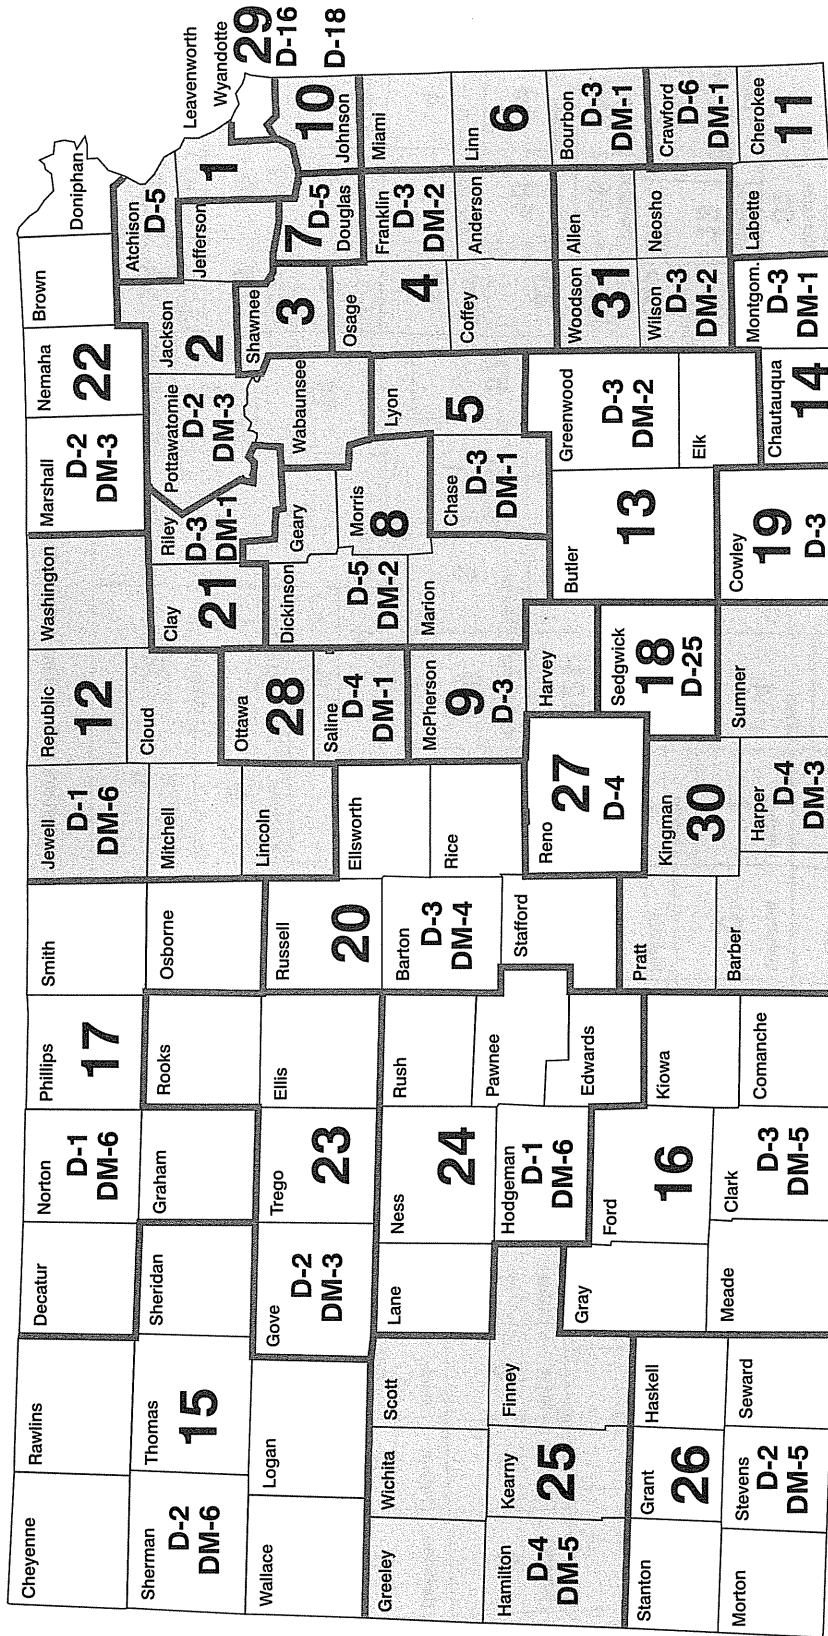 Cheyenne
Rawlins
Decatur
Norton
D-1
DM-6
Phillips
17
Smith
Jewell
D-1
DM-6
Republic
12
Washington
Marshall
D-2
DM-3
Nemaha
22
Brown
Doniphan
Sherman
D-2
DM-6
Thomas
15
Sheridan
Graham
Rooks
Osborne
Mitchell
Cloud
Clay
21
Riley
D-3
DM-1
Pottawatomie
D-2
DM-3
Jackson
2
Atchison
D-5
Jefferson
1
Leavenworth
Wyandotte
29
D-16
D-18
Wallace
Logan
Gove
D-2
DM-3
Trego
23
Ellis
Russell
20
Lincoln
Ottawa
28
Saline
D-4
DM-1
Dickinson
D-5
DM-2
Geary
Morris
8
Wabaunsee
Shawnee
3
Osage
7
D-5
Douglas
10
Johnson
Greeley
Wichita
Scott
Lane
Ness
24
Rush
Barton
D-3
DM-4
Ellsworth
Rice
McPherson
9
D-3
Marion
Chase
D-3
DM-1
Lyon
5
4
Coffey
Franklin
D-3
DM-2
Anderson
Miami
Linn
6
Hamilton
D-4
DM-5
Kearny
25
Finney
Hodgeman
D-1
DM-6
Pawnee
Edwards
Stafford
Reno
27
D-4
Harvey
Sedgwick
18
D-25
Butler
13
Greenwood
D-3
DM-2
Elk
Woodson
31
Wilson
D-3
DM-2
Allen
Neosho
Bourbon
D-3
DM-1
Crawford
D-6
DM-1
Stanton
Grant
26
Haskell
Gray
Ford
16
Kiowa
Pratt
Kingman
30
Morton
Stevens
D-2
DM-5
Seward
Meade
Clark
D-3
DM-5
Comanche
Barber
Harper
D-4
DM-3
Sumner
Cowley
19
D-3
Chautauqua
14
Montgom.
D-3
DM-1
Labette
Cherokee
11